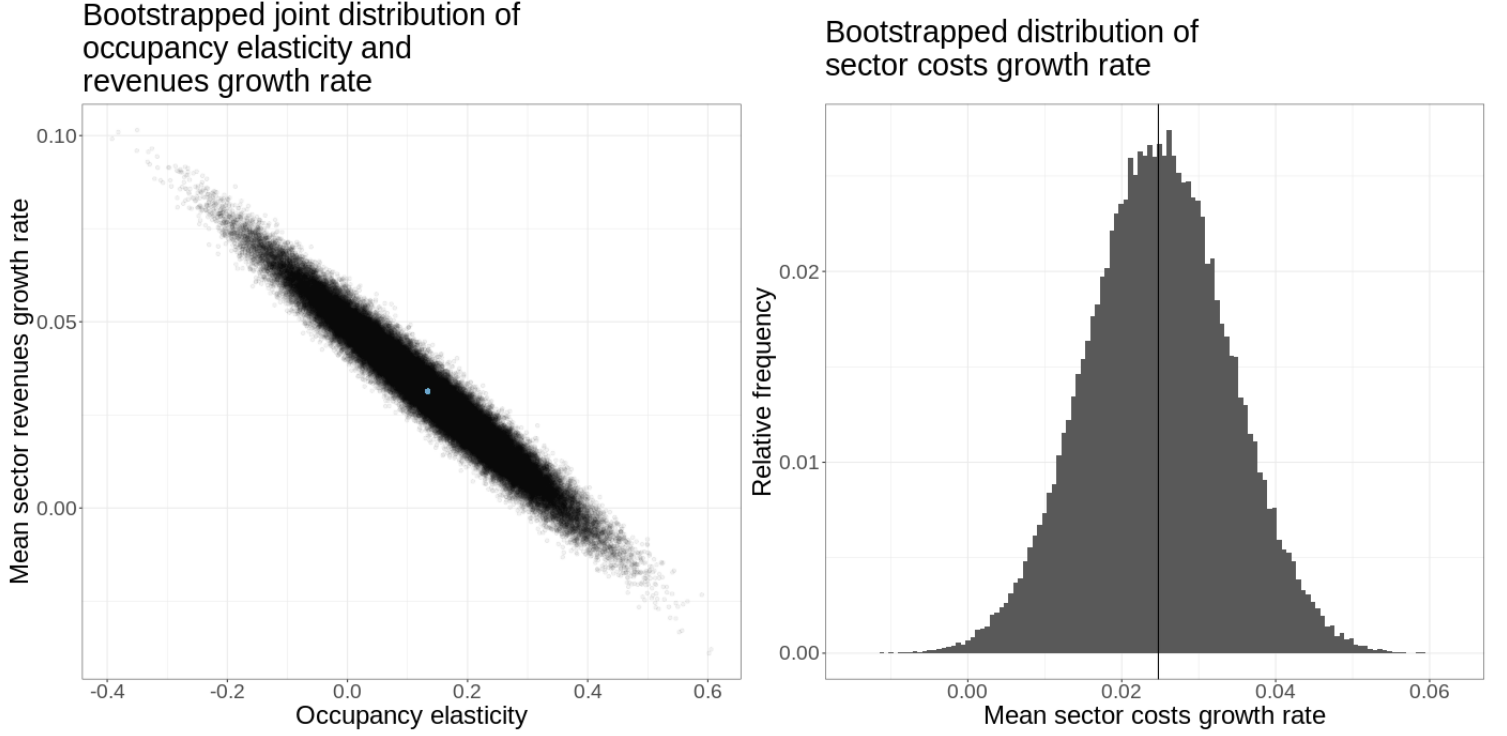 Bootstrapped joint distribution of
occupancy elasticity and
revenues growth rate
Mean sector revenues growth rate
0.10
0.05
0.00
-0.4
-0.2
0.0
0.2
0.4
0.6
Occupancy elasticity
Bootstrapped distribution of
sector costs growth rate
Relative frequency
0.02
0.01
0.00
0.00
0.02
0.04
0.06
Mean sector costs growth rate